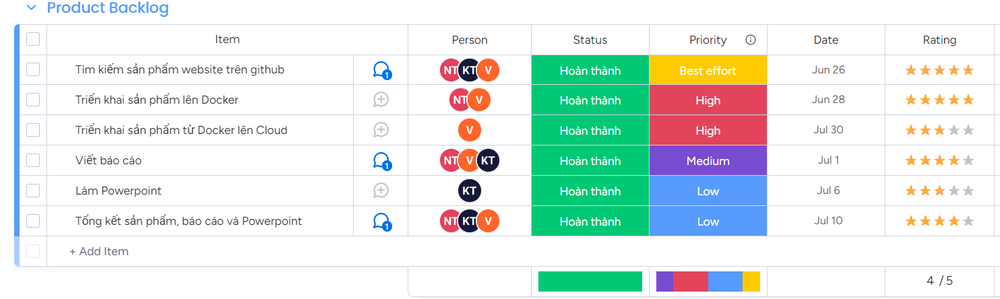 Product Backlog
Item Person Status Priority Date Rating
Tìm kiếm sản phẩm website trên github 1 NT KT V Hoàn thành Best effort Jun 26
Triển khai sản phẩm lên Docker NT V Hoàn thành High Jun 28
Triển khai sản phẩm từ Docker lên Cloud V Hoàn thành High Jul 30
Viết báo cáo 1 NT V KT Hoàn thành Medium Jul 1
Làm Powerpoint KT Hoàn thành Low Jul 6
Tổng kết sản phẩm, báo cáo và Powerpoint 1 NT KT V Hoàn thành Low Jul 10
+ Add Item
4 / 5